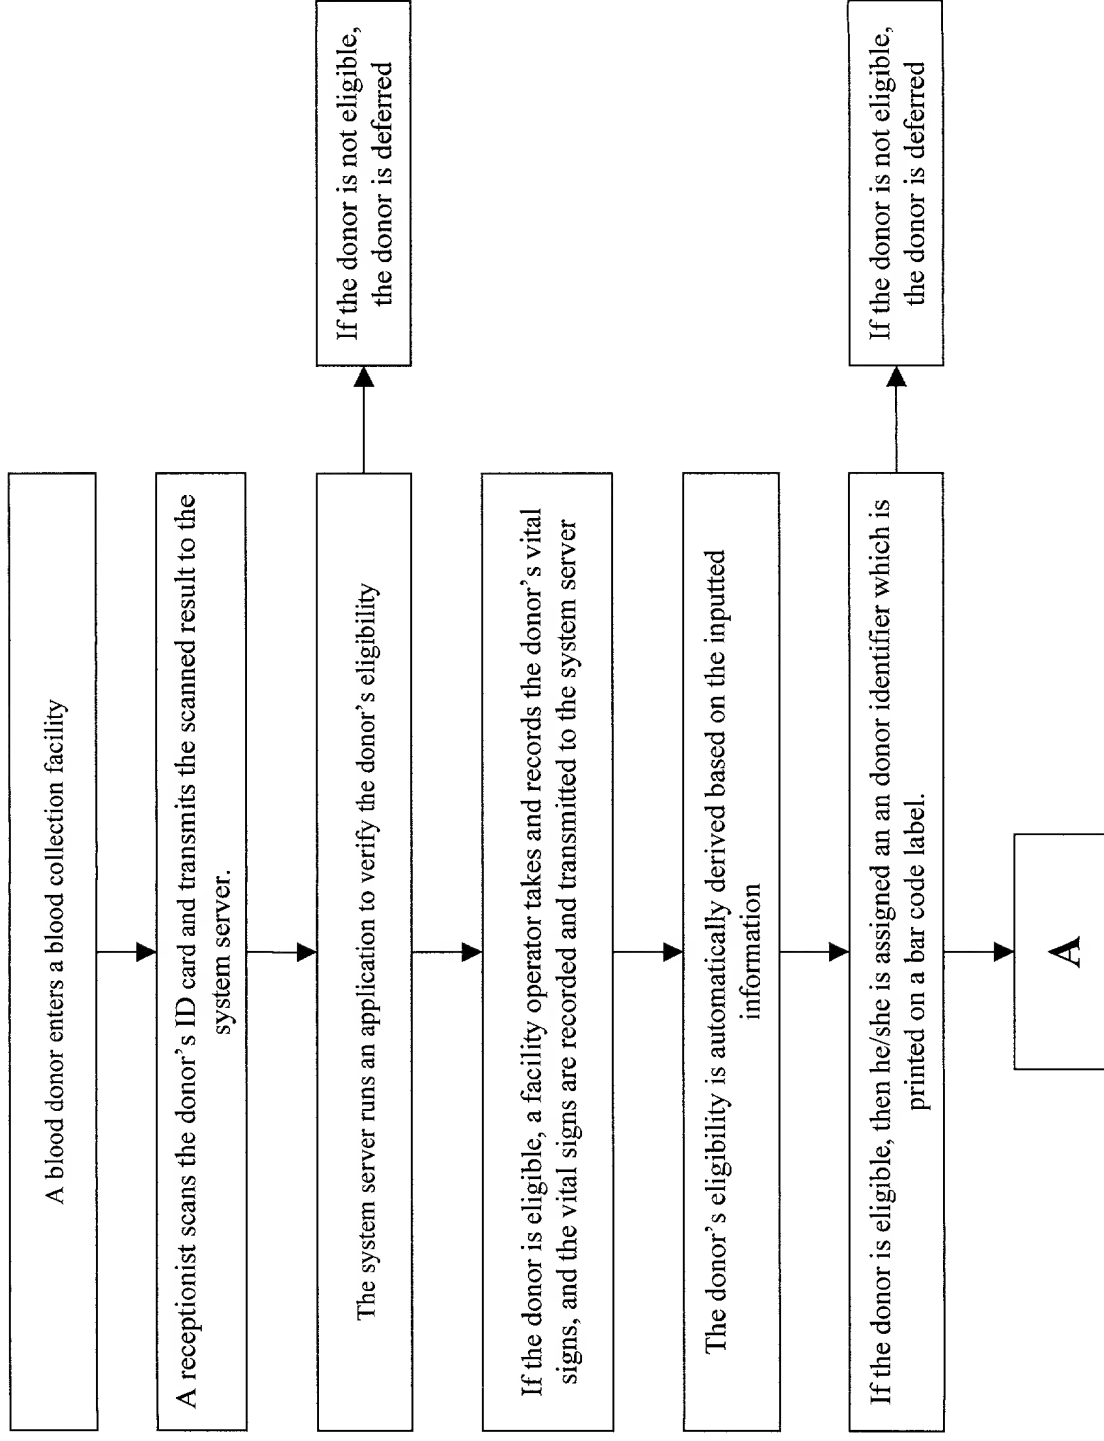 A blood donor enters a blood collection facility
A receptionist scans the donor's ID card and transmits the scanned result to the
system server.
The system server runs an application to verify the donor's eligibility
If the donor is not eligible,
the donor is deferred
If the donor is eligible, a facility operator takes and records the donor's vital
signs, and the vital signs are recorded and transmitted to the system server
The donor's eligibility is automatically derived based on the inputted
information
If the donor is eligible, then he/she is assigned an an donor identifier which is
printed on a bar code label.
If the donor is not eligible,
the donor is deferred
A